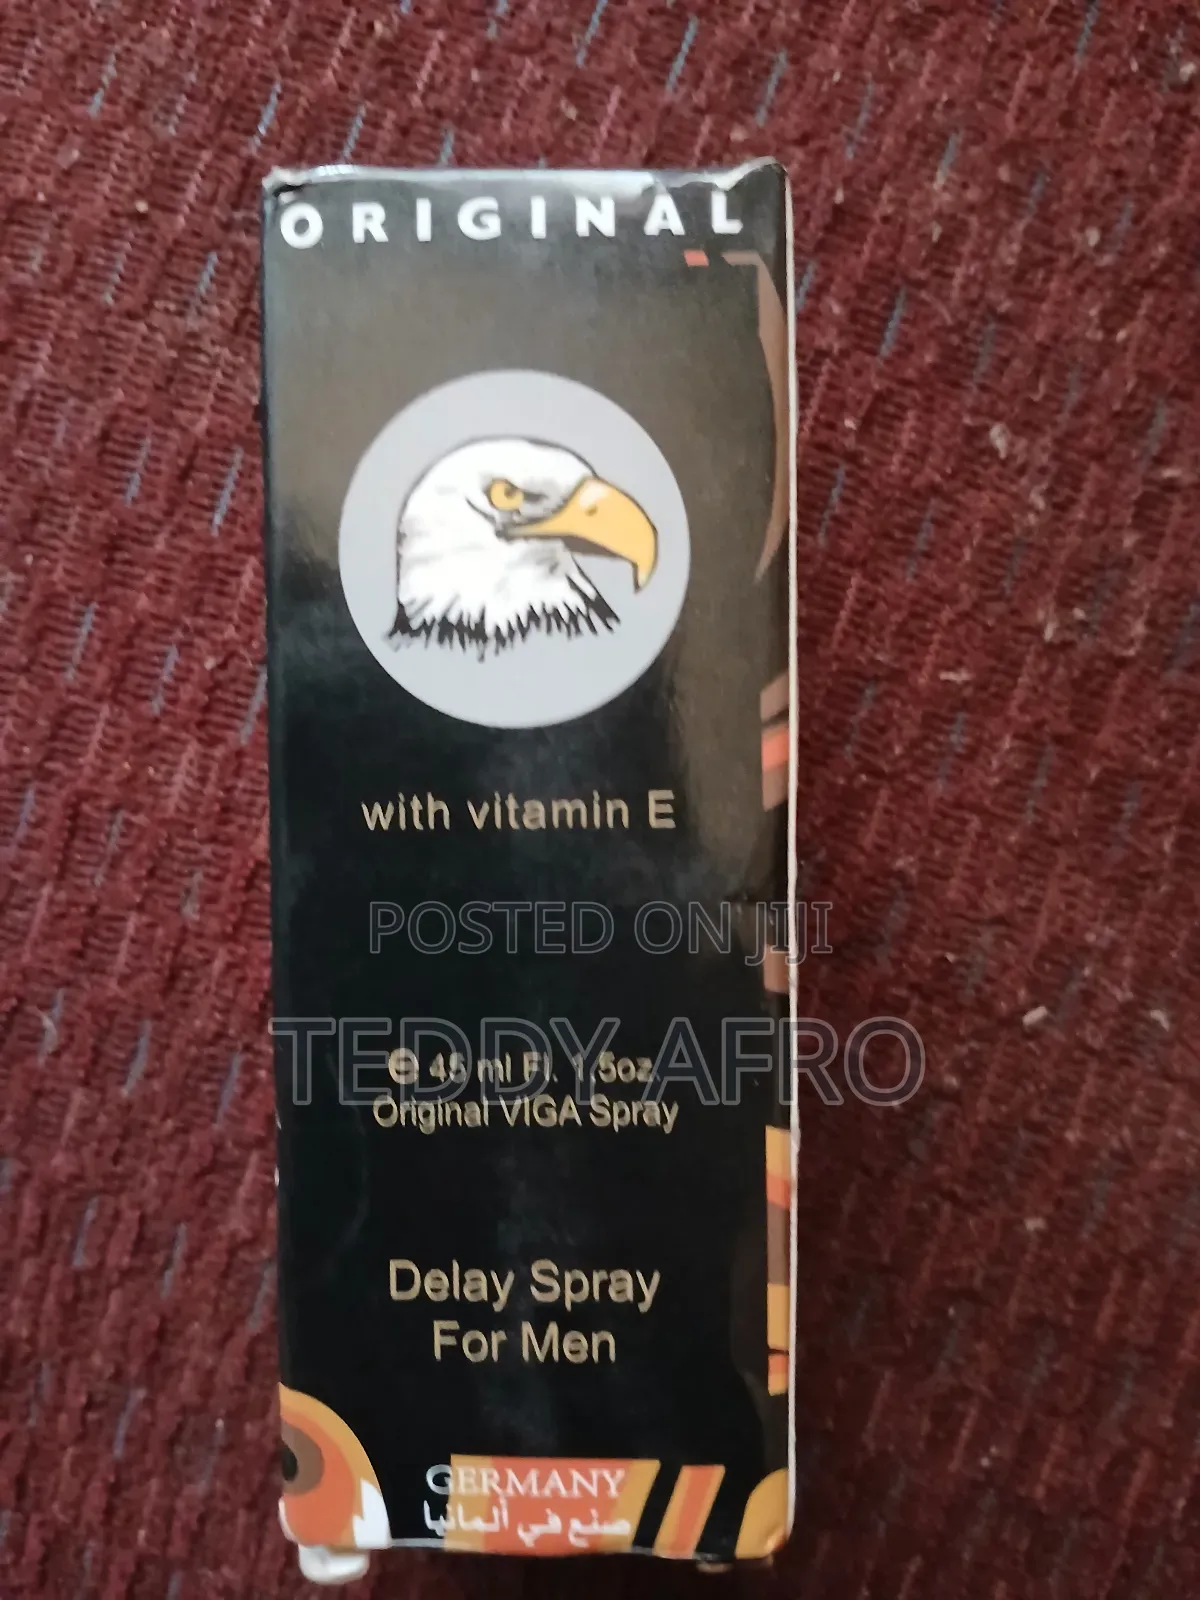 ORIGINAL
with vitamin E
POSTED ON JIJI
TEDDY AFRO
℮ 45 ml Fl. 1,5oz.
Original VIGA Spray
Delay Spray
For Men
GERMANY
صنع في ألمانيا